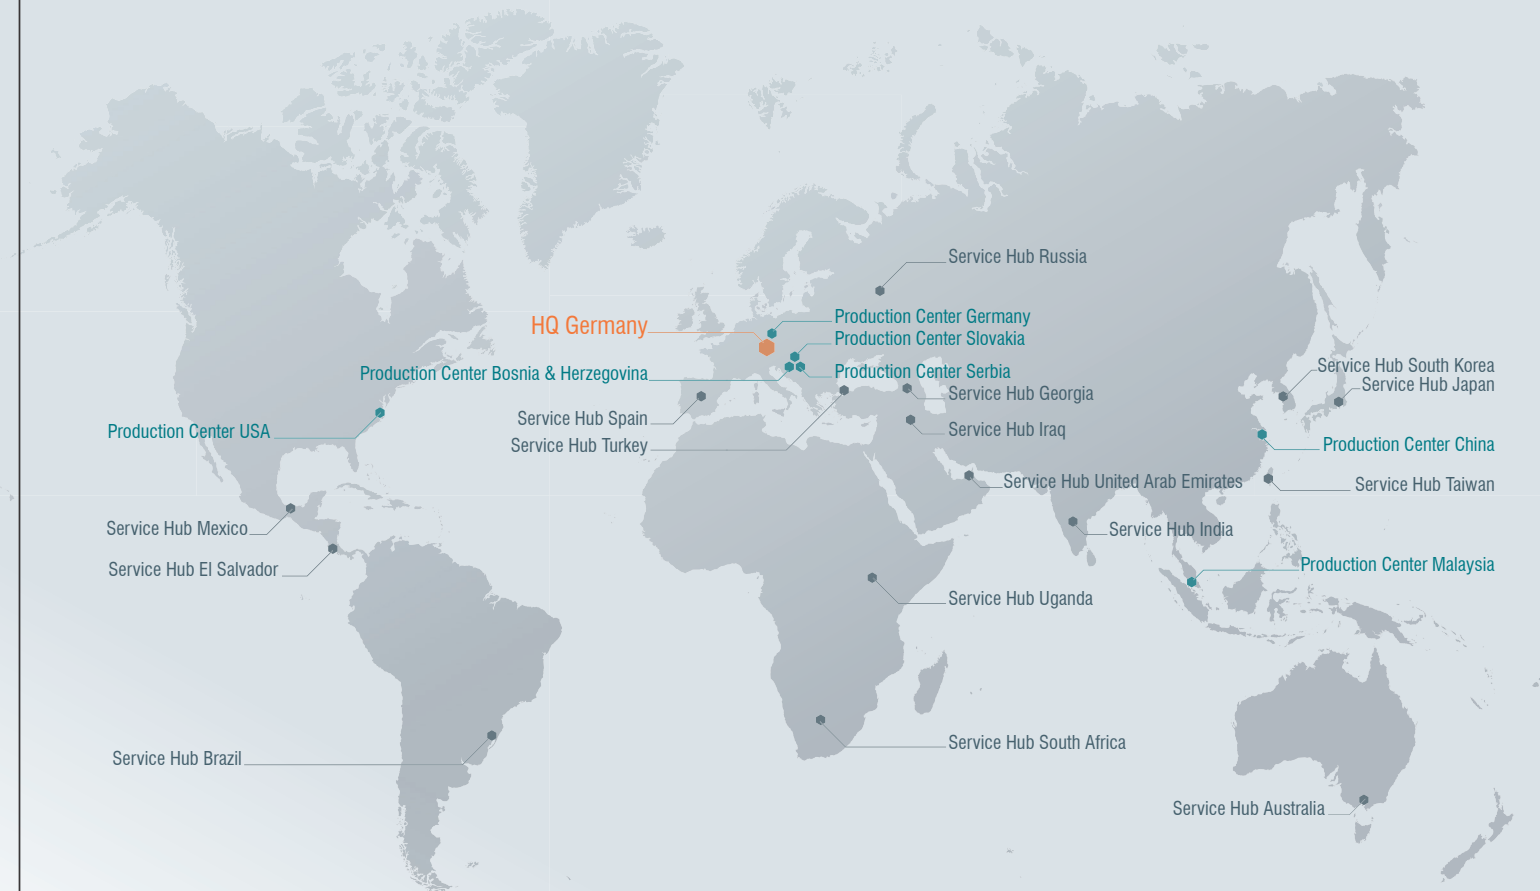 Service Hub Russia
HQ Germany
Production Center Germany
Production Center Slovakia
Production Center Bosnia & Herzegovina
Production Center Serbia
Service Hub South Korea
Service Hub Japan
Service Hub Georgia
Service Hub Spain
Production Center USA
Service Hub Iraq
Service Hub Turkey
Production Center China
Service Hub United Arab Emirates
Service Hub Taiwan
Service Hub Mexico
Service Hub India
Service Hub El Salvador
Production Center Malaysia
Service Hub Uganda
Service Hub South Africa
Service Hub Brazil
Service Hub Australia